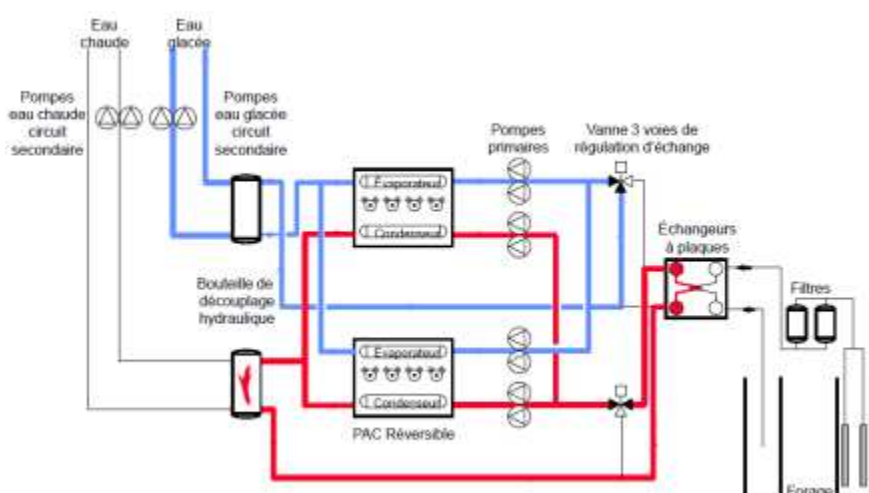 Eau
chaude
Eau
glacée
Pompes
eau chaude
circuit
secondaire
Pompes
eau glacée
circuit
secondaire
Pompes
primaires
Vanne 3 voies de
régulation d'échange
Évaporateur
Condenseur
Échangeurs
à plaques
Filtres
Bouteille de
découplage
hydraulique
Évaporateur
Condenseur
PAC Réversible
Forage